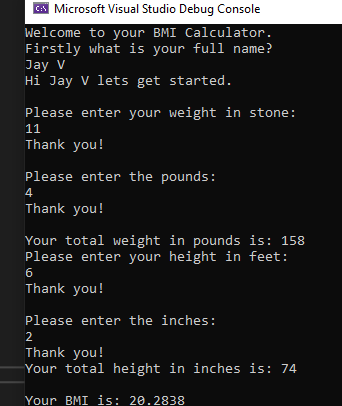 Microsoft Visual Studio Debug Console
Welcome to your BMI Calculator.
Firstly what is your full name?
Jay V
Hi Jay V lets get started.
Please enter your weight in stone:
11
Thank you!
Please enter the pounds:
4
Thank you!
Your total weight in pounds is: 158
Please enter your height in feet:
6
Thank you!
Please enter the inches:
2
Thank you!
Your total height in inches is: 74
Your BMI is: 20.2838